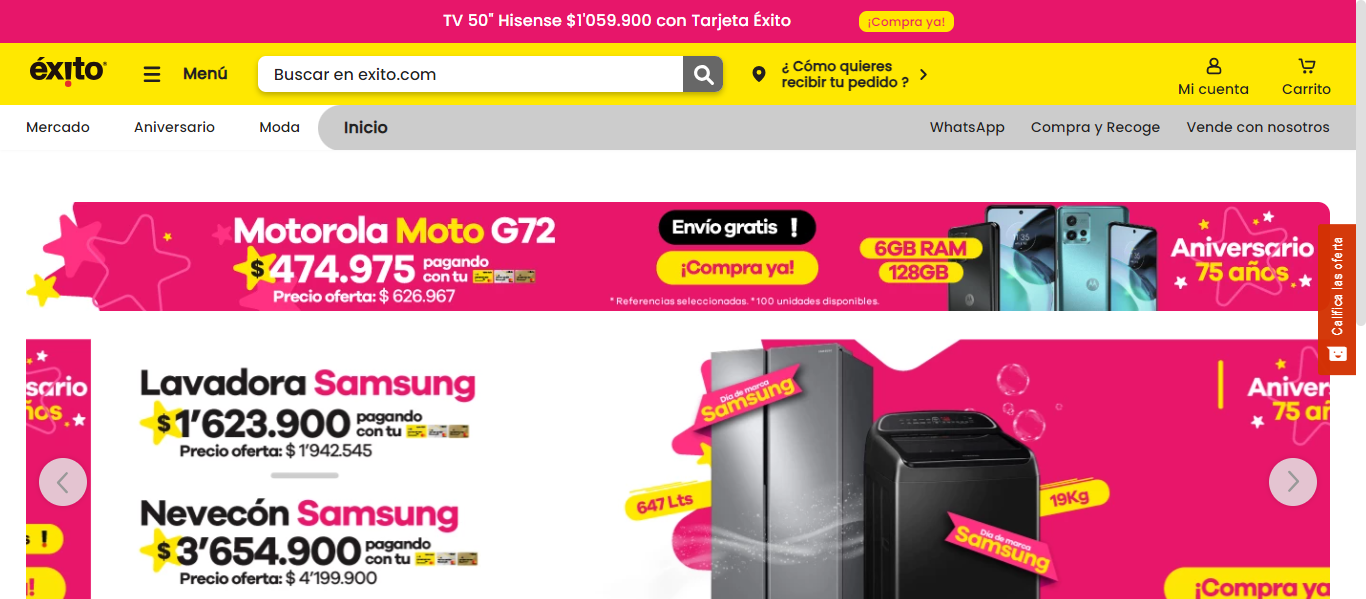 TV 50" Hisense $1'059.900 con Tarjeta Éxito
¡Compra ya!
éxito
Menú
Buscar en exito.com
¿ Cómo quieres
recibir tu pedido ?
Mi cuenta
Carrito
Mercado
Aniversario
Moda
Inicio
WhatsApp
Compra y Recoge
Vende con nosotros
Motorola Moto G72
$474.975 pagando
con tu
Precio oferta: $ 626.967
Envío gratis !
¡Compra ya!
* Referencias seleccionadas. *100 unidades disponibles.
6GB RAM
128GB
Aniversario
75 años
Califica las oferta
sario
ños
!
a!
Lavadora Samsung
$1'623.900 pagando
con tu
Precio oferta: $ 1'942.545
Nevecón Samsung
$3'654.900 pagando
con tu
Precio oferta: $ 4'199.900
Día de marca
Samsung
647 Lts
19Kg
Día de marca
Samsung
Anivers
75 añ
¡Compra ya